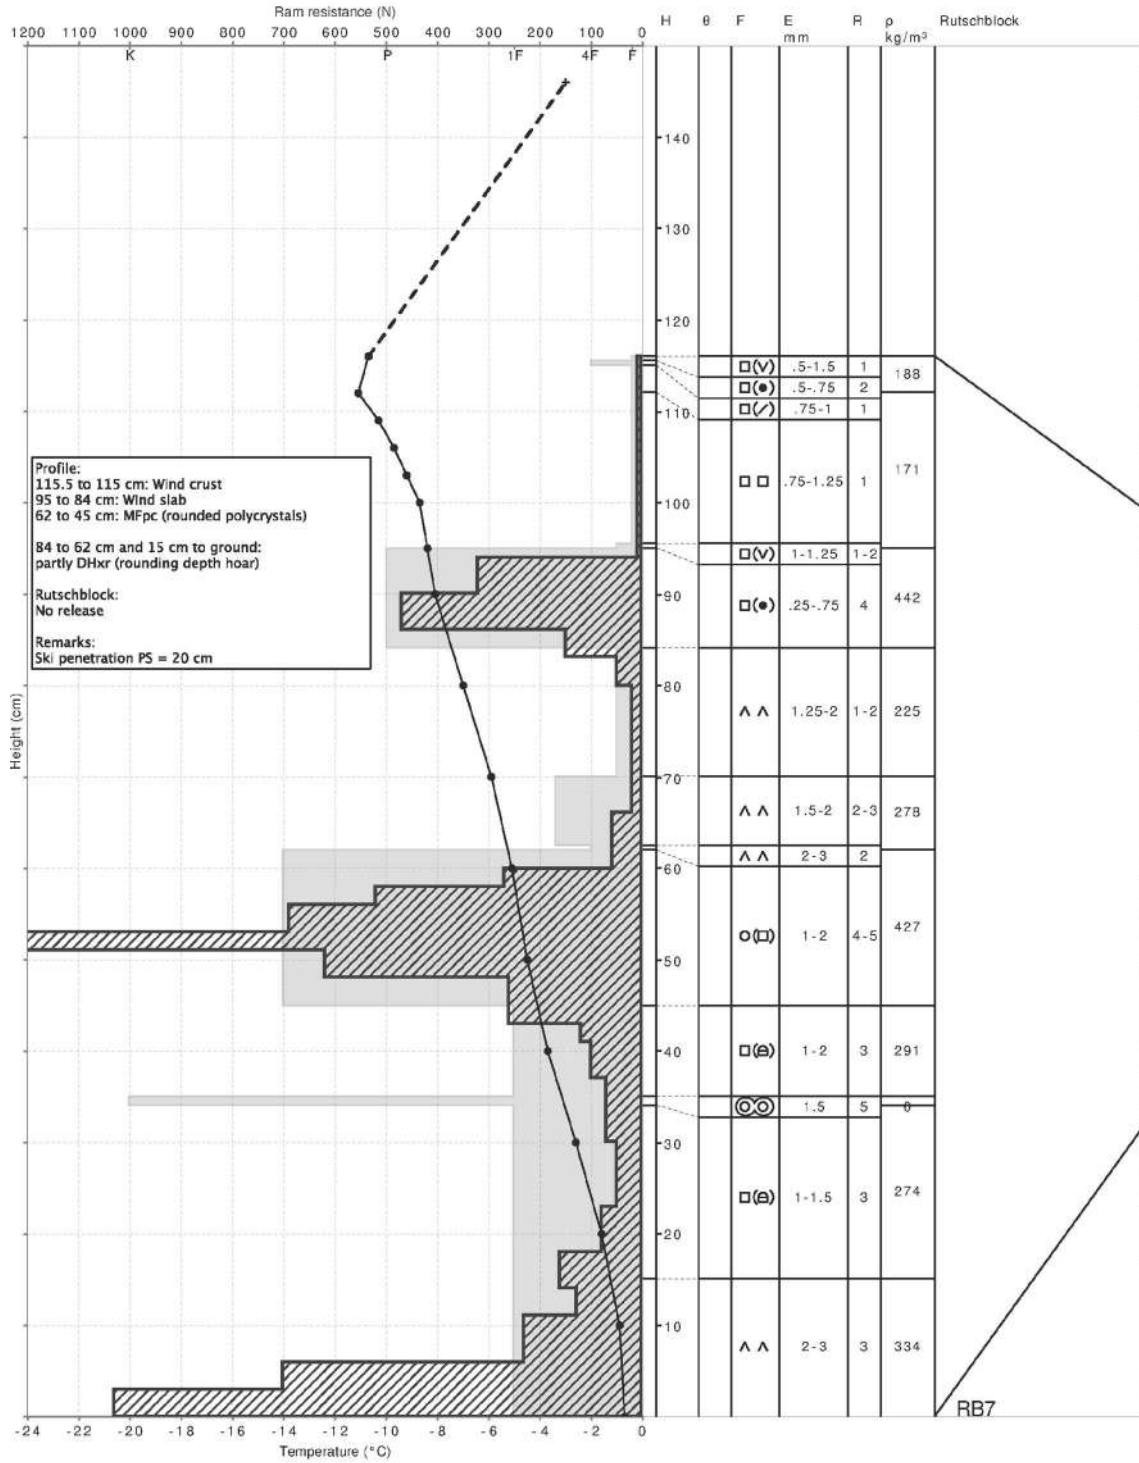 Ram resistance (N)
H θ F E R ρ Rutschblock
mm kg/m³
1200 1100 1000 900 800 700 600 500 400 300 200 100 0
K P 1F 4F F
140
130
120
□(V) .5-1.5 1 188
□(●) .5-.75 2
110 □(/) .75-1 1
Profile:
115.5 to 115 cm: Wind crust
95 to 84 cm: Wind slab
62 to 45 cm: MFpc (rounded polycrystals)
84 to 62 cm and 15 cm to ground:
partly DHxr (rounding depth hoar)
Rutschblock:
No release
Remarks:
Ski penetration PS = 20 cm
171
□ □ .75-1.25 1
100
□(V) 1-1.25 1-2
90 □(●) .25-.75 4 442
80
Λ Λ 1.25-2 1-2 225
Height (cm)
70
Λ Λ 1.5-2 2-3 278
Λ Λ 2-3 2
60
○(□) 1-2 4-5 427
50
40 1-2 3 291
1.5 5 0
30
1-1.5 3 274
20
10
Λ Λ 2-3 3 334
RB7
-24 -22 -20 -18 -16 -14 -12 -10 -8 -6 -4 -2 0
Temperature (°C)